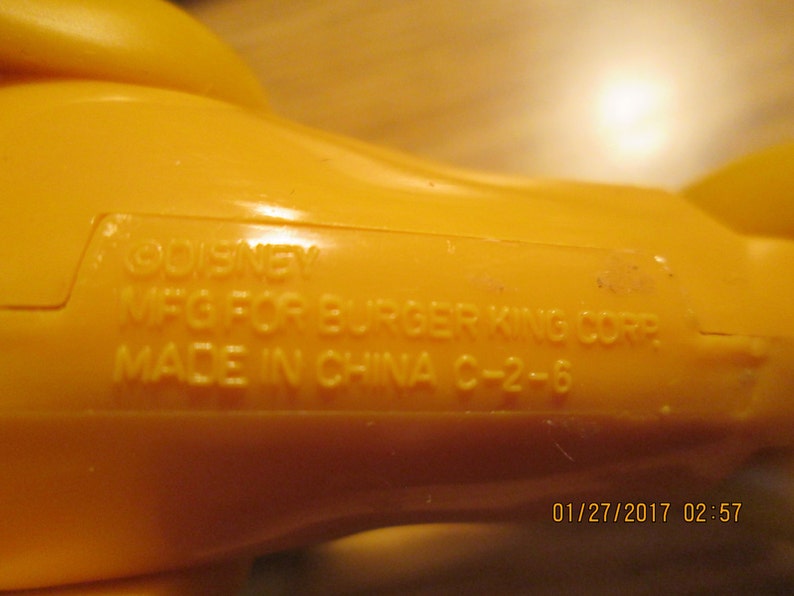 ©DISNEY
MFG FOR BURGER KING CORP.
MADE IN CHINA C-2-6
01/27/2017 02:57